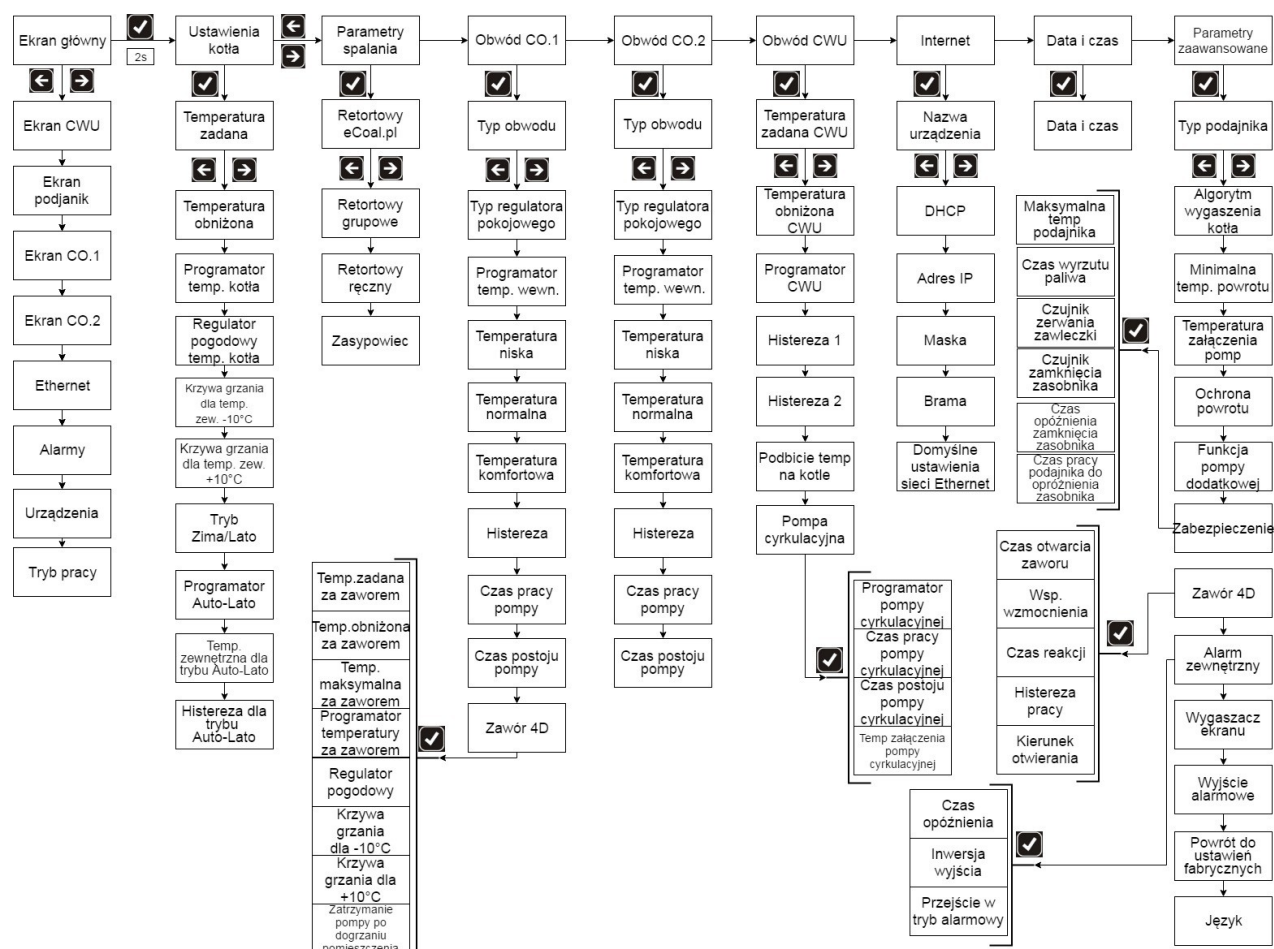 Ekran główny
2s
Ustawienia
kotła
Parametry
spalania
Obwód CO.1
Obwód CO.2
Obwód CWU
Internet
Data i czas
Parametry
zaawansowane
Ekran CWU
Ekran
podjanik
Ekran CO.1
Ekran CO.2
Ethernet
Alarmy
Urządzenia
Tryb pracy
Temperatura
zadana
Temperatura
obniżona
Programator
temp. kotła
Regulator
pogodowy
temp. kotła
Krzywa grzania
dla temp.
zew. -10°C
Krzywa grzania
dla temp. zew.
+10°C
Tryb
Zima/Lato
Programator
Auto-Lato
Temp.
zewnętrzna dla
trybu Auto-Lato
Histereza dla
trybu
Auto-Lato
Retortowy
eCoal.pl
Retortowy
grupowe
Retortowy
ręczny
Zasypowiec
Typ obwodu
Typ regulatora
pokojowego
Programator
temp. wewn.
Temperatura
niska
Temperatura
normalna
Temperatura
komfortowa
Histereza
Czas pracy
pompy
Czas postoju
pompy
Zawór 4D
Temp.zadana
za zaworem
Temp.obniżona
za zaworem
Temp.
maksymalna
za zaworem
Programator
temperatury
za zaworem
Regulator
pogodowy
Krzywa
grzania
dla -10°C
Krzywa
grzania dla
+10°C
Zatrzymanie
pompy po
dogrzaniu
pomieszczenia
Typ obwodu
Typ regulatora
pokojowego
Programator
temp. wewn.
Temperatura
niska
Temperatura
normalna
Temperatura
komfortowa
Histereza
Czas pracy
pompy
Czas postoju
pompy
Temperatura
zadana CWU
Temperatura
obniżona
CWU
Programator
CWU
Histereza 1
Histereza 2
Podbicie temp
na kotle
Pompa
cyrkulacyjna
Programator
pompy
cyrkulacyjnej
Czas pracy
pompy
cyrkulacyjnej
Czas postoju
pompy
cyrkulacyjnej
Temp załączenia
pompy
cyrkulacyjnej
Nazwa
urządzenia
DHCP
Adres IP
Maska
Brama
Domyślne
ustawienia
sieci Ethernet
Data i czas
Typ podajnika
Algorytm
wygaszenia
kotła
Minimalna
temp. powrotu
Temperatura
załączenia
pomp
Ochrona
powrotu
Funkcja
pompy
dodatkowej
Zabezpieczenie
Maksymalna
temp
podajnika
Czas wyrzutu
paliwa
Czujnik
zerwania
zawleczki
Czujnik
zamknięcia
zasobnika
Czas
opóźnienia
zamknięcia
zasobnika
Czas pracy
podajnika do
opróżnienia
zasobnika
Zawór 4D
Czas otwarcia
zaworu
Wsp.
wzmocnienia
Czas reakcji
Histereza
pracy
Kierunek
otwierania
Alarm
zewnętrzny
Czas
opóźnienia
Inwersja
wyjścia
Przejście w
tryb alarmowy
Wygaszacz
ekranu
Wyjście
alarmowe
Powrót do
ustawień
fabrycznych
Język